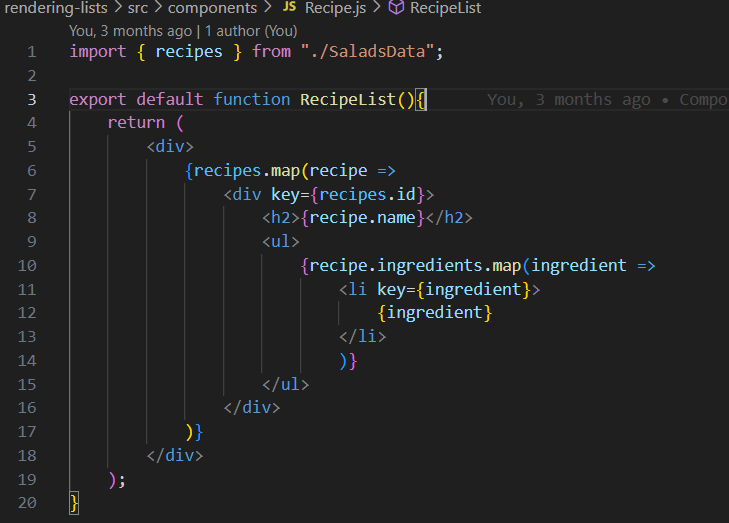 rendering-lists > src > components > JS Recipe.js > RecipeList
You, 3 months ago | 1 author (You)
1 import { recipes } from "./SaladsData";
2
3 export default function RecipeList(){ You, 3 months ago • Compo
4 return (
5 <div>
6 {recipes.map(recipe =>
7 <div key={recipes.id}>
8 <h2>{recipe.name}</h2>
9 <ul>
10 {recipe.ingredients.map(ingredient =>
11 <li key={ingredient}>
12 {ingredient}
13 </li>
14 )}
15 </ul>
16 </div>
17 )}
18 </div>
19 );
20 }